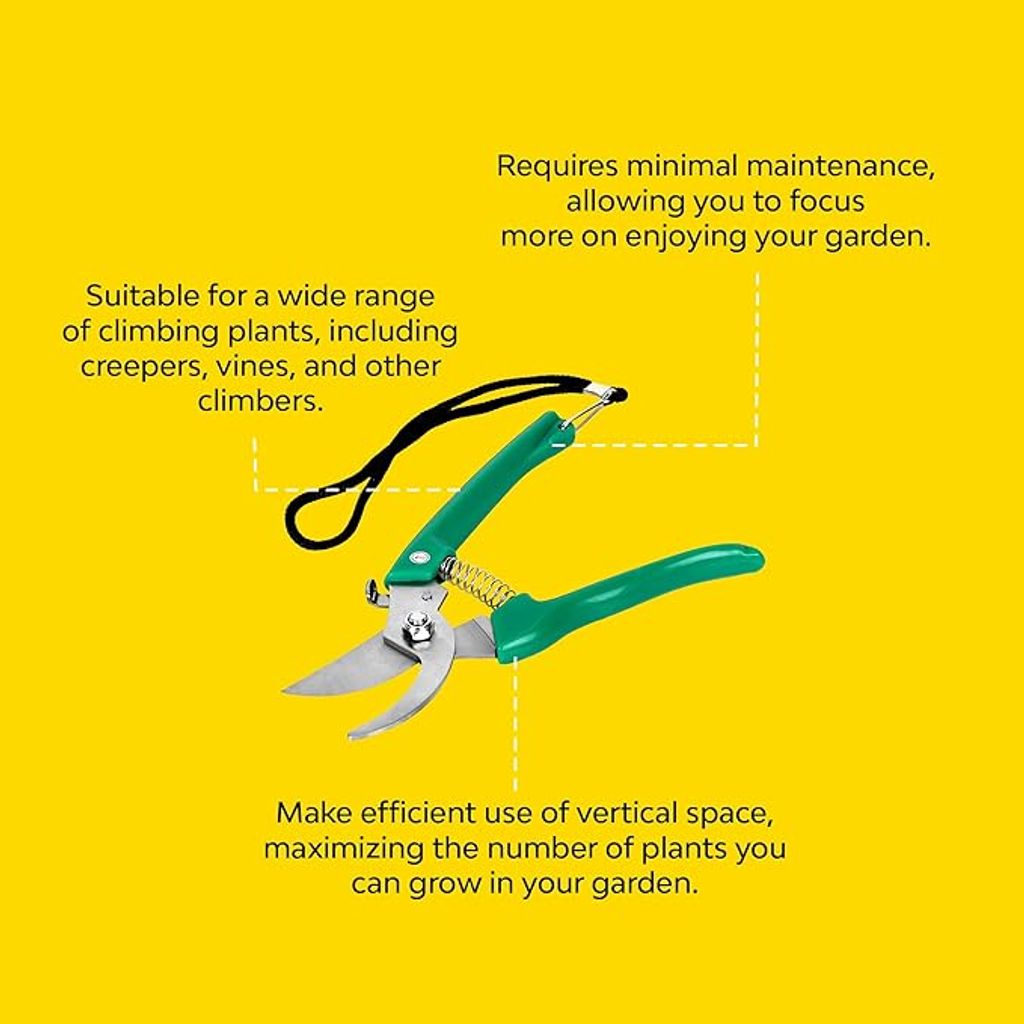 Requires minimal maintenance,
allowing you to focus
more on enjoying your garden.
Suitable for a wide range
of climbing plants, including
creepers, vines, and other
climbers.
Make efficient use of vertical space,
maximizing the number of plants you
can grow in your garden.